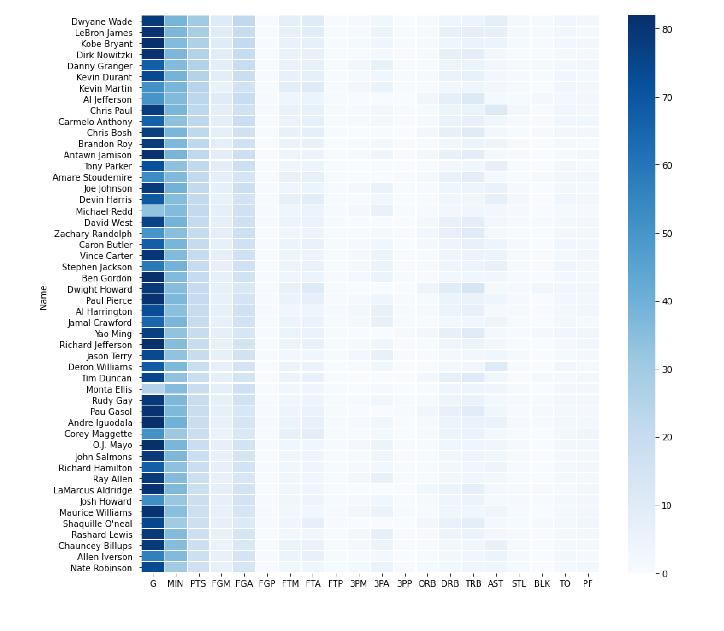 Name
Dwyane Wade
LeBron James
Kobe Bryant
Dirk Nowitzki
Danny Granger
Kevin Durant
Kevin Martin
Al Jefferson
Chris Paul
Carmelo Anthony
Chris Bosh
Brandon Roy
Antawn Jamison
Tony Parker
Amare Stoudemire
Joe Johnson
Devin Harris
Michael Redd
David West
Zachary Randolph
Caron Butler
Vince Carter
Stephen Jackson
Ben Gordon
Dwight Howard
Paul Pierce
Al Harrington
Jamal Crawford
Yao Ming
Richard Jefferson
Jason Terry
Deron Williams
Tim Duncan
Monta Ellis
Rudy Gay
Pau Gasol
Andre Iguodala
Corey Maggette
O.J. Mayo
John Salmons
Richard Hamilton
Ray Allen
LaMarcus Aldridge
Josh Howard
Maurice Williams
Shaquille O'neal
Rashard Lewis
Chauncey Billups
Allen Iverson
Nate Robinson
G MIN PTS FGM FGA FGP FTM FTA FTP 3PM 3PA 3PP ORB DRB TRB AST STL BLK TO PF
80
70
60
50
40
30
20
10
0